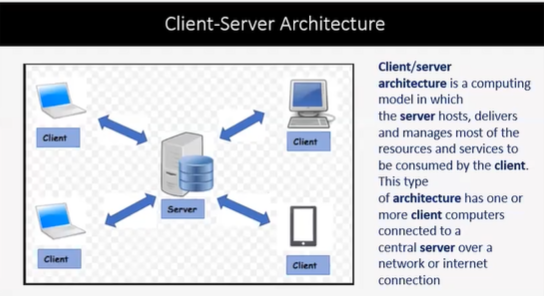 Client-Server Architecture
Client
Client
Server
Client
Client
Client/server
architecture is a computing
model in which
the server hosts, delivers
and manages most of the
resources and services to
be consumed by the client.
This type
of architecture has one or
more client computers
connected to a
central server over a
network or internet
connection